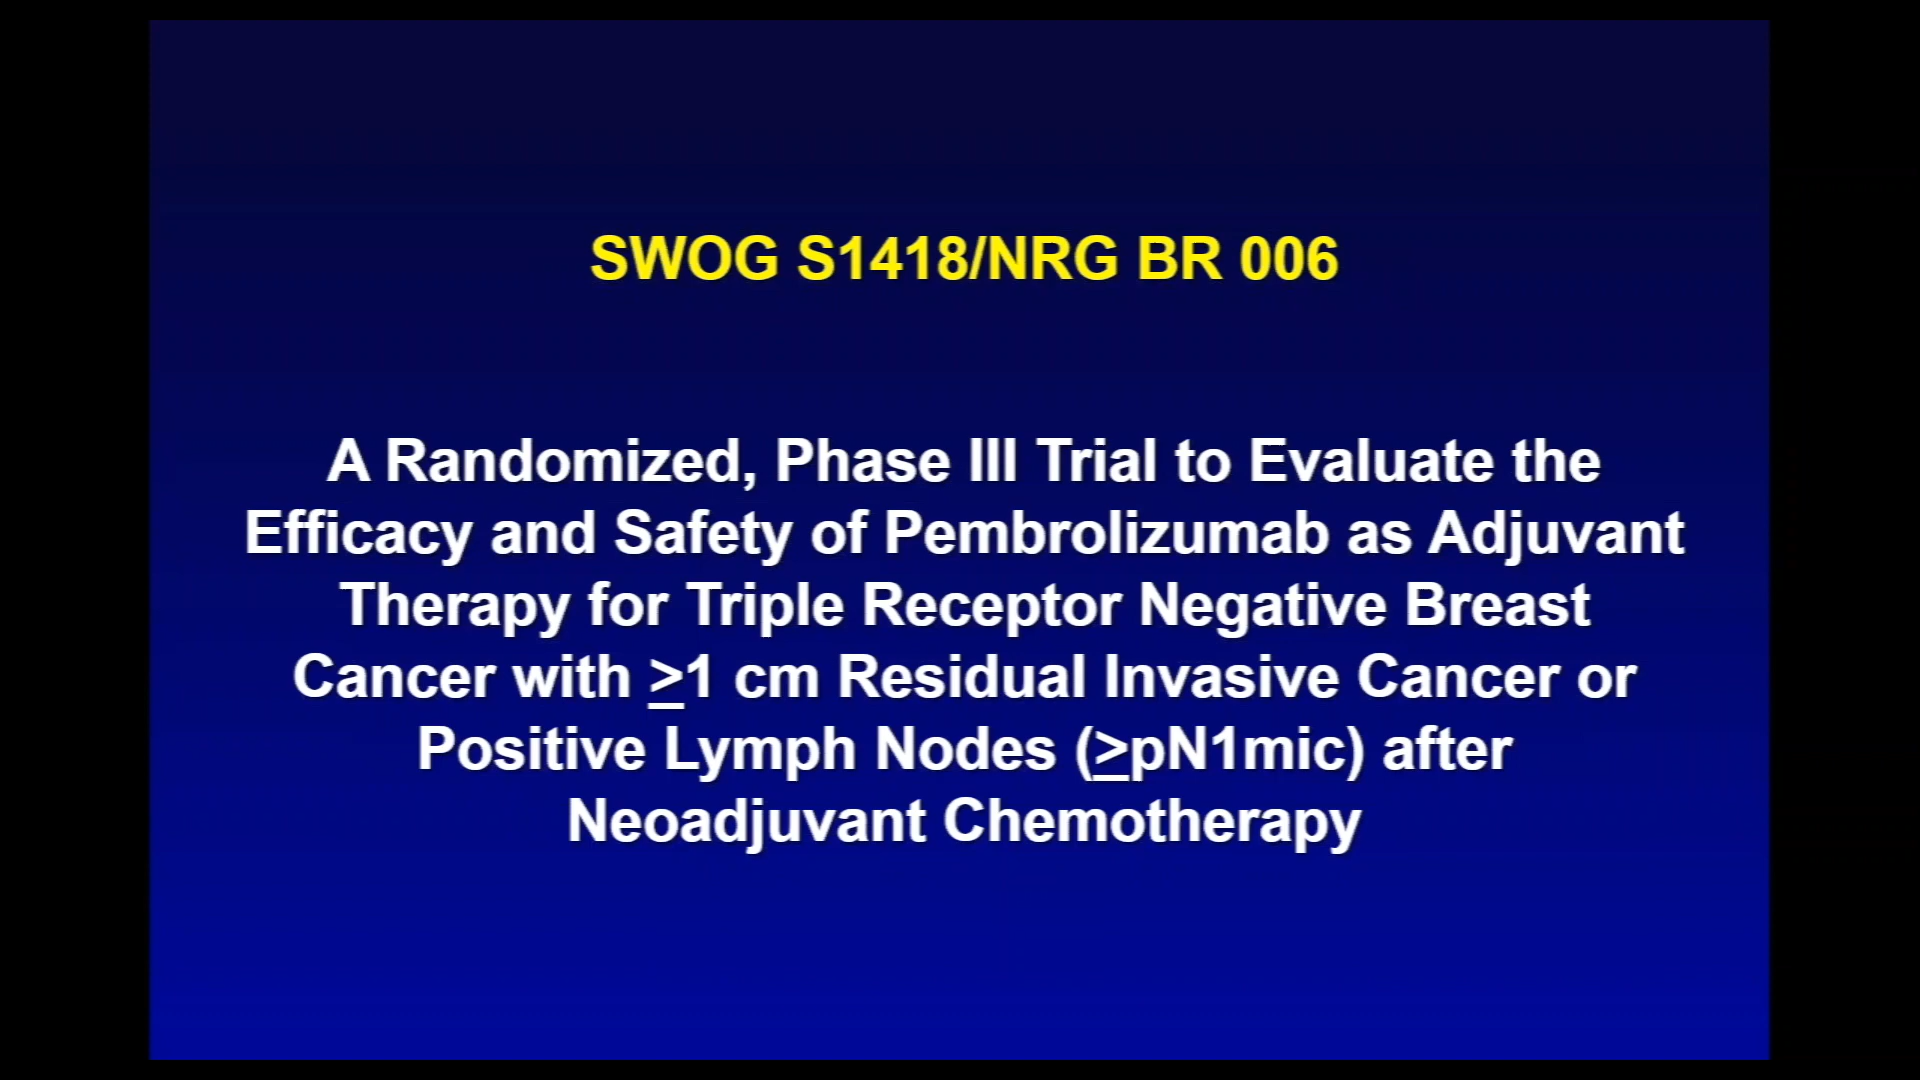 SWOG S1418/NRG BR 006
A Randomized, Phase III Trial to Evaluate the
Efficacy and Safety of Pembrolizumab as Adjuvant
Therapy for Triple Receptor Negative Breast
Cancer with ≥1 cm Residual Invasive Cancer or
Positive Lymph Nodes (≥pN1mic) after
Neoadjuvant Chemotherapy